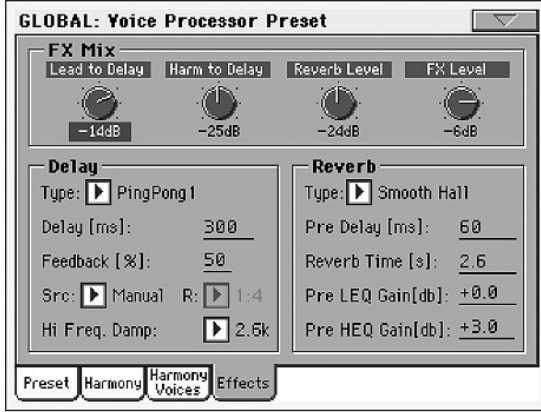 GLOBAL: Voice Processor Preset
FX Mix
Lead to Delay Harm to Delay Reverb Level FX Level
-14dB -25dB -24dB -6dB
Delay
Type: PingPong1
Delay [ms]: 300
Feedback [%]: 50
Src: Manual R: 1:4
Hi Freq. Damp: 2.6k
Reverb
Type: Smooth Hall
Pre Delay [ms]: 60
Reverb Time [s]: 2.6
Pre LEQ Gain[db]: +0.0
Pre HEQ Gain[db]: +3.0
Preset Harmony Harmony Voices Effects